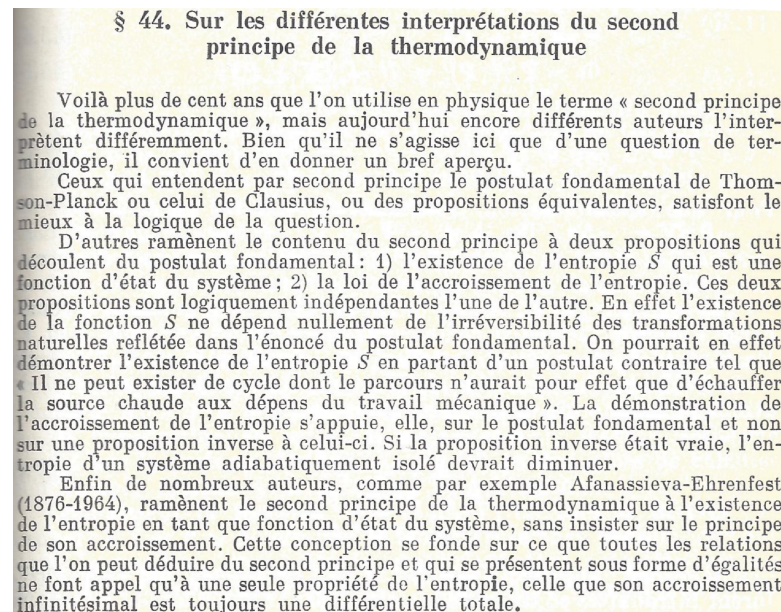 § 44. Sur les différentes interprétations du second
principe de la thermodynamique
Voilà plus de cent ans que l'on utilise en physique le terme « second principe
de la thermodynamique », mais aujourd'hui encore différents auteurs l'inter-
prètent différemment. Bien qu'il ne s'agisse ici que d'une question de ter-
minologie, il convient d'en donner un bref aperçu.
Ceux qui entendent par second principe le postulat fondamental de Thom-
son-Planck ou celui de Clausius, ou des propositions équivalentes, satisfont le
mieux à la logique de la question.
D'autres ramènent le contenu du second principe à deux propositions qui
découlent du postulat fondamental: 1) l'existence de l'entropie S qui est une
fonction d'état du système; 2) la loi de l'accroissement de l'entropie. Ces deux
propositions sont logiquement indépendantes l'une de l'autre. En effet l'existence
de la fonction S ne dépend nullement de l'irréversibilité des transformations
naturelles reflétée dans l'énoncé du postulat fondamental. On pourrait en effet
démontrer l'existence de l'entropie S en partant d'un postulat contraire tel que
« Il ne peut exister de cycle dont le parcours n'aurait pour effet que d'échauffer
la source chaude aux dépens du travail mécanique ». La démonstration de
l'accroissement de l'entropie s'appuie, elle, sur le postulat fondamental et non
sur une proposition inverse à celui-ci. Si la proposition inverse était vraie, l'en-
tropie d'un système adiabatiquement isolé devrait diminuer.
Enfin de nombreux auteurs, comme par exemple Afanassieva-Ehrenfest
(1876-1964), ramènent le second principe de la thermodynamique à l'existence
de l'entropie en tant que fonction d'état du système, sans insister sur le principe
de son accroissement. Cette conception se fonde sur ce que toutes les relations
que l'on peut déduire du second principe et qui se présentent sous forme d'égalités
ne font appel qu'à une seule propriété de l'entropie, celle que son accroissement
infinitésimal est toujours une différentielle totale.